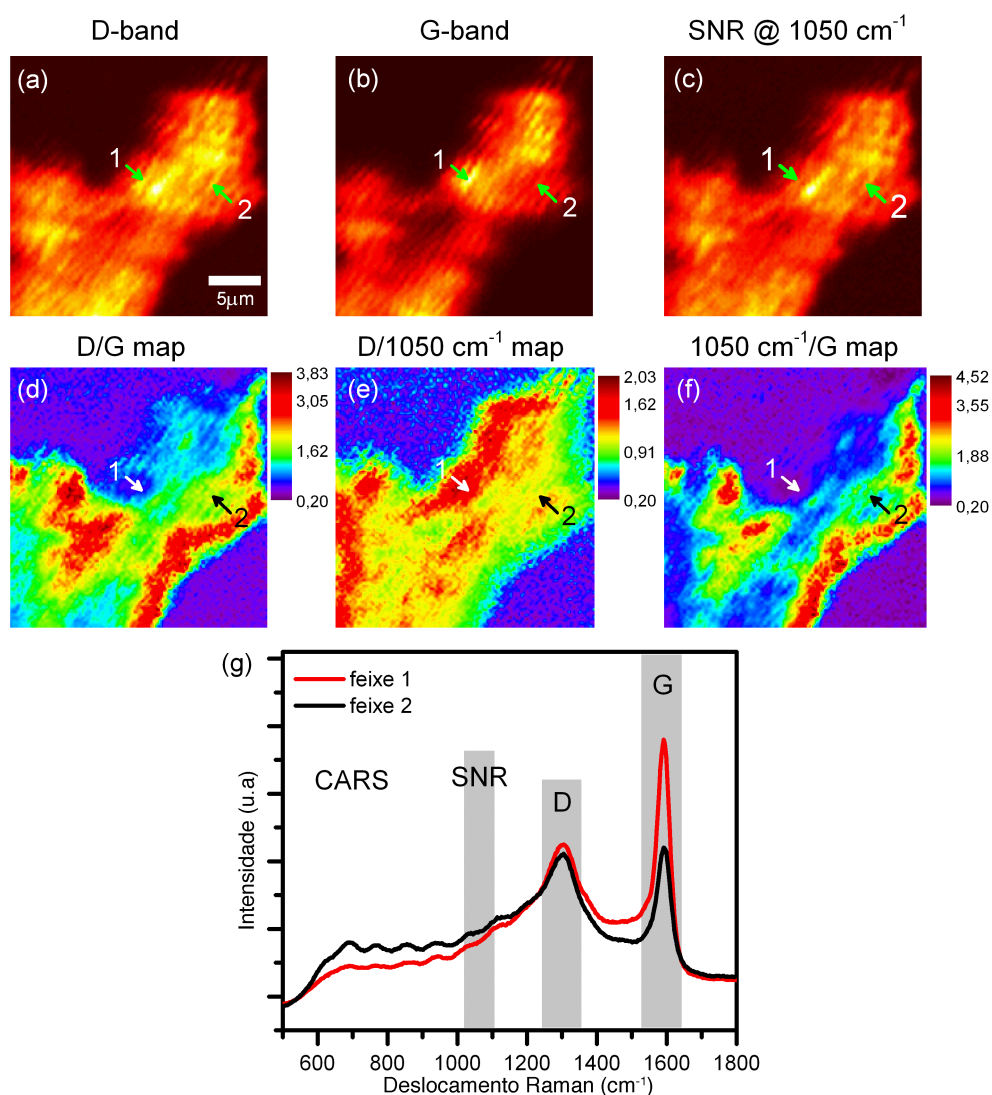 D-band
G-band
SNR @ 1050 cm⁻¹
(a)
1
2
5μm
(b)
1
2
(c)
1
2
D/G map
D/1050 cm⁻¹ map
1050 cm⁻¹/G map
(d)
1
2
3,83
3,05
1,62
0,20
(e)
1
2
2,03
1,62
0,91
0,20
(f)
1
2
4,52
3,55
1,88
0,20
(g)
feixe 1
feixe 2
G
CARS
SNR
D
Intensidade (u.a)
600 800 1000 1200 1400 1600 1800
Deslocamento Raman (cm⁻¹)